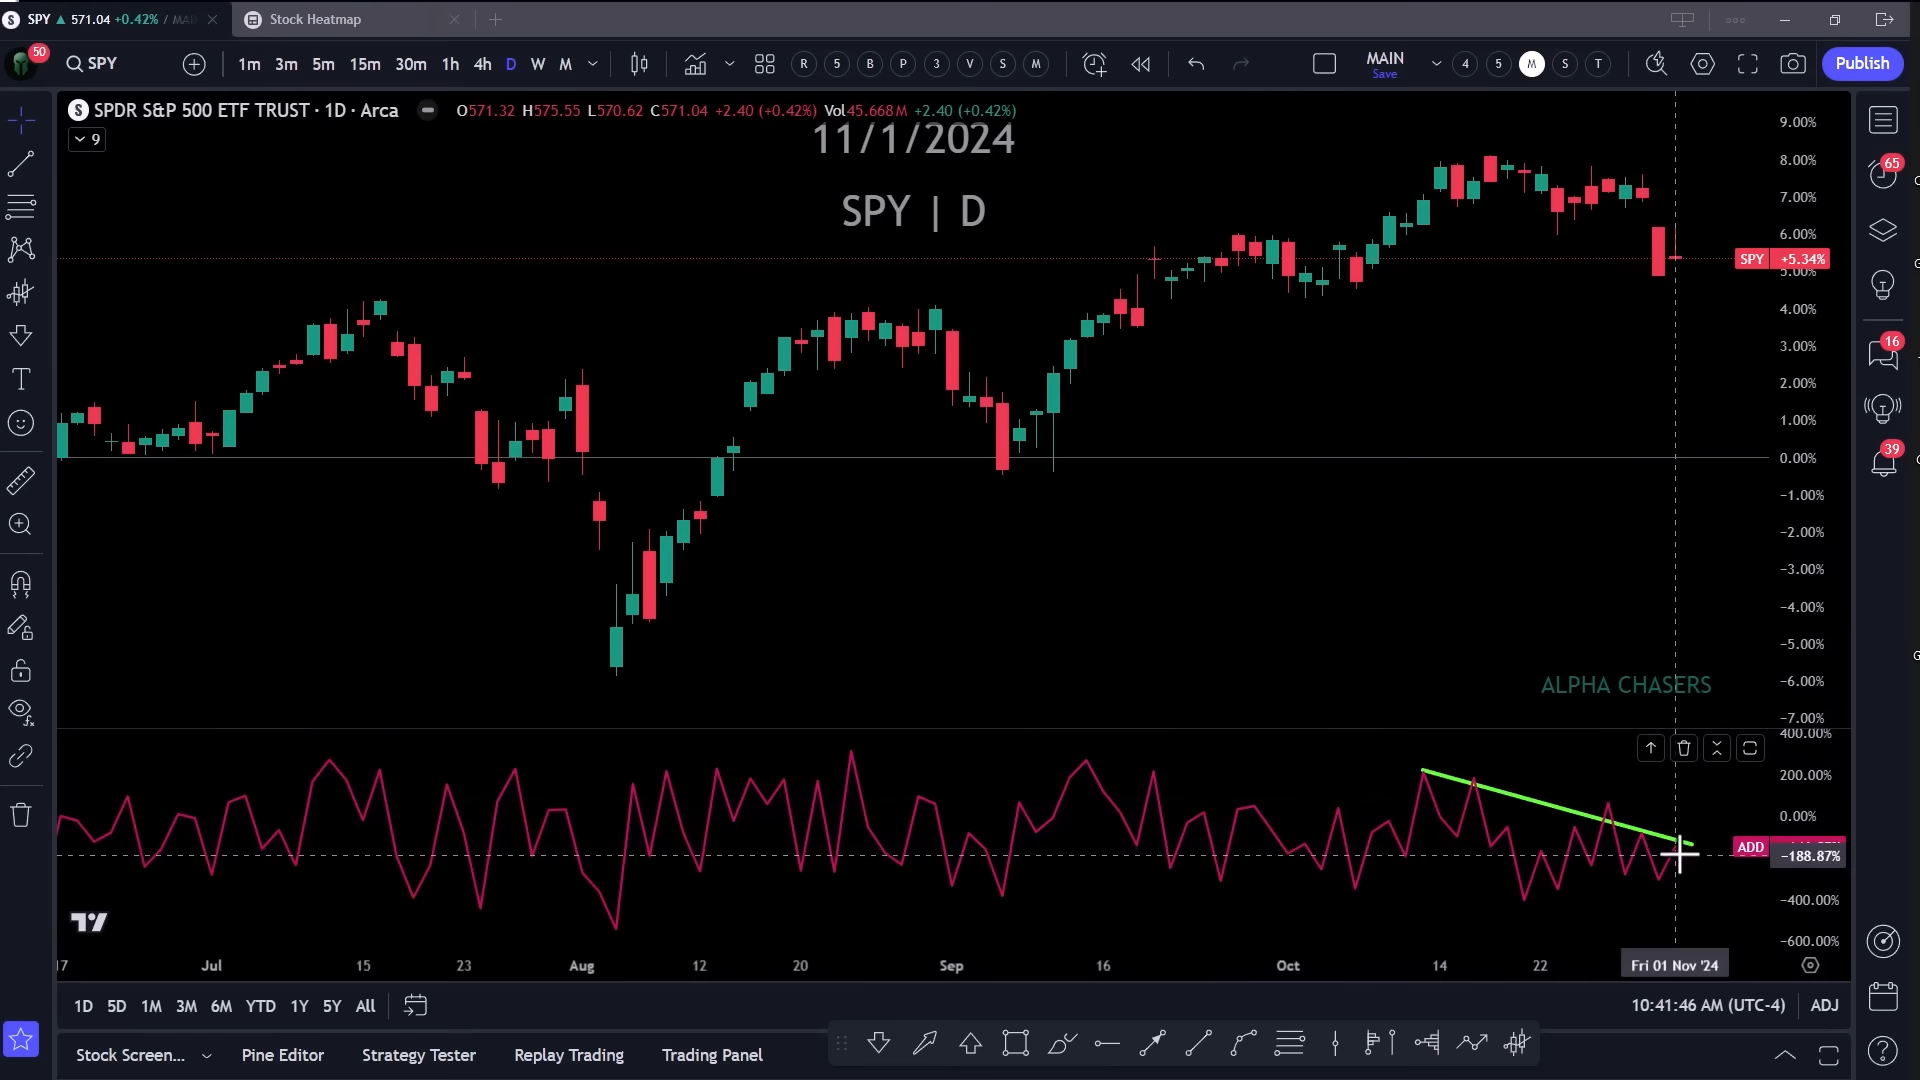 SPY ▲ 571.04 +0.42% / MAI
Stock Heatmap
50
SPY
1m 3m 5m 15m 30m 1h 4h D W M
R 5 B P 3 V S M
MAIN
Save
4 5 M S T
Publish
SPDR S&P 500 ETF TRUST · 1D · Arca
O571.32 H575.55 L570.62 C571.04 +2.40 (+0.42%) Vol45.668M +2.40 (+0.42%)
9
11/1/2024
SPY | D
9.00%
8.00%
7.00%
6.00%
SPY +5.34%
5.00%
4.00%
3.00%
2.00%
1.00%
0.00%
−1.00%
−2.00%
−3.00%
−4.00%
−5.00%
−6.00%
−7.00%
ALPHA CHASERS
400.00%
200.00%
0.00%
ADD
−188.87%
−400.00%
−600.00%
65
16
39
17 Jul 15 23 Aug 12 20 Sep 16 Oct 14 22 Fri 01 Nov '24
1D 5D 1M 3M 6M YTD 1Y 5Y All
10:41:46 AM (UTC-4) ADJ
Stock Screen... Pine Editor Strategy Tester Replay Trading Trading Panel